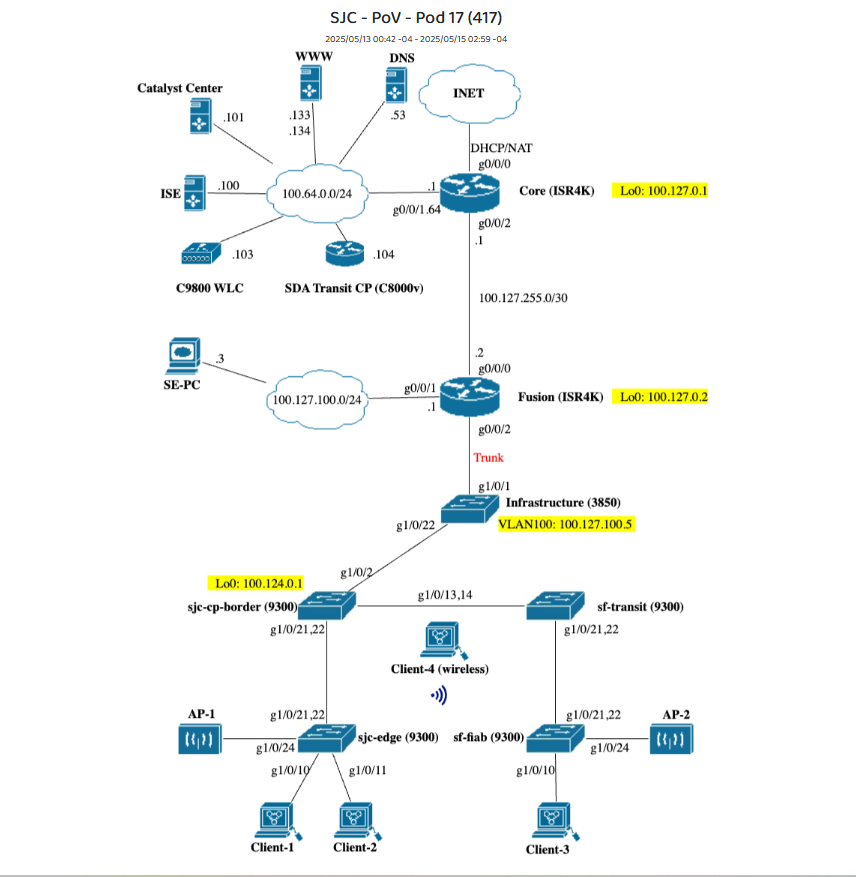 SJC - PoV - Pod 17 (417)
2025/05/13 00:42 -04 - 2025/05/15 02:59 -04
WWW
DNS
Catalyst Center
INET
.101
.133
.134
.53
DHCP/NAT
g0/0/0
ISE
.100
100.64.0.0/24
.1
Core (ISR4K)
Lo0: 100.127.0.1
g0/0/1.64
g0/0/2
.1
.103
.104
C9800 WLC
SDA Transit CP (C8000v)
100.127.255.0/30
.2
g0/0/0
.3
SE-PC
g0/0/1
100.127.100.0/24
.1
Fusion (ISR4K)
Lo0: 100.127.0.2
g0/0/2
Trunk
g1/0/1
Infrastructure (3850)
g1/0/22
VLAN100: 100.127.100.5
g1/0/2
Lo0: 100.124.0.1
g1/0/13,14
sjc-cp-border (9300)
sf-transit (9300)
g1/0/21,22
g1/0/21,22
Client-4 (wireless)
AP-1
g1/0/21,22
g1/0/21,22
AP-2
sjc-edge (9300)
sf-fiab (9300)
g1/0/24
g1/0/24
g1/0/10
g1/0/11
g1/0/10
Client-1
Client-2
Client-3